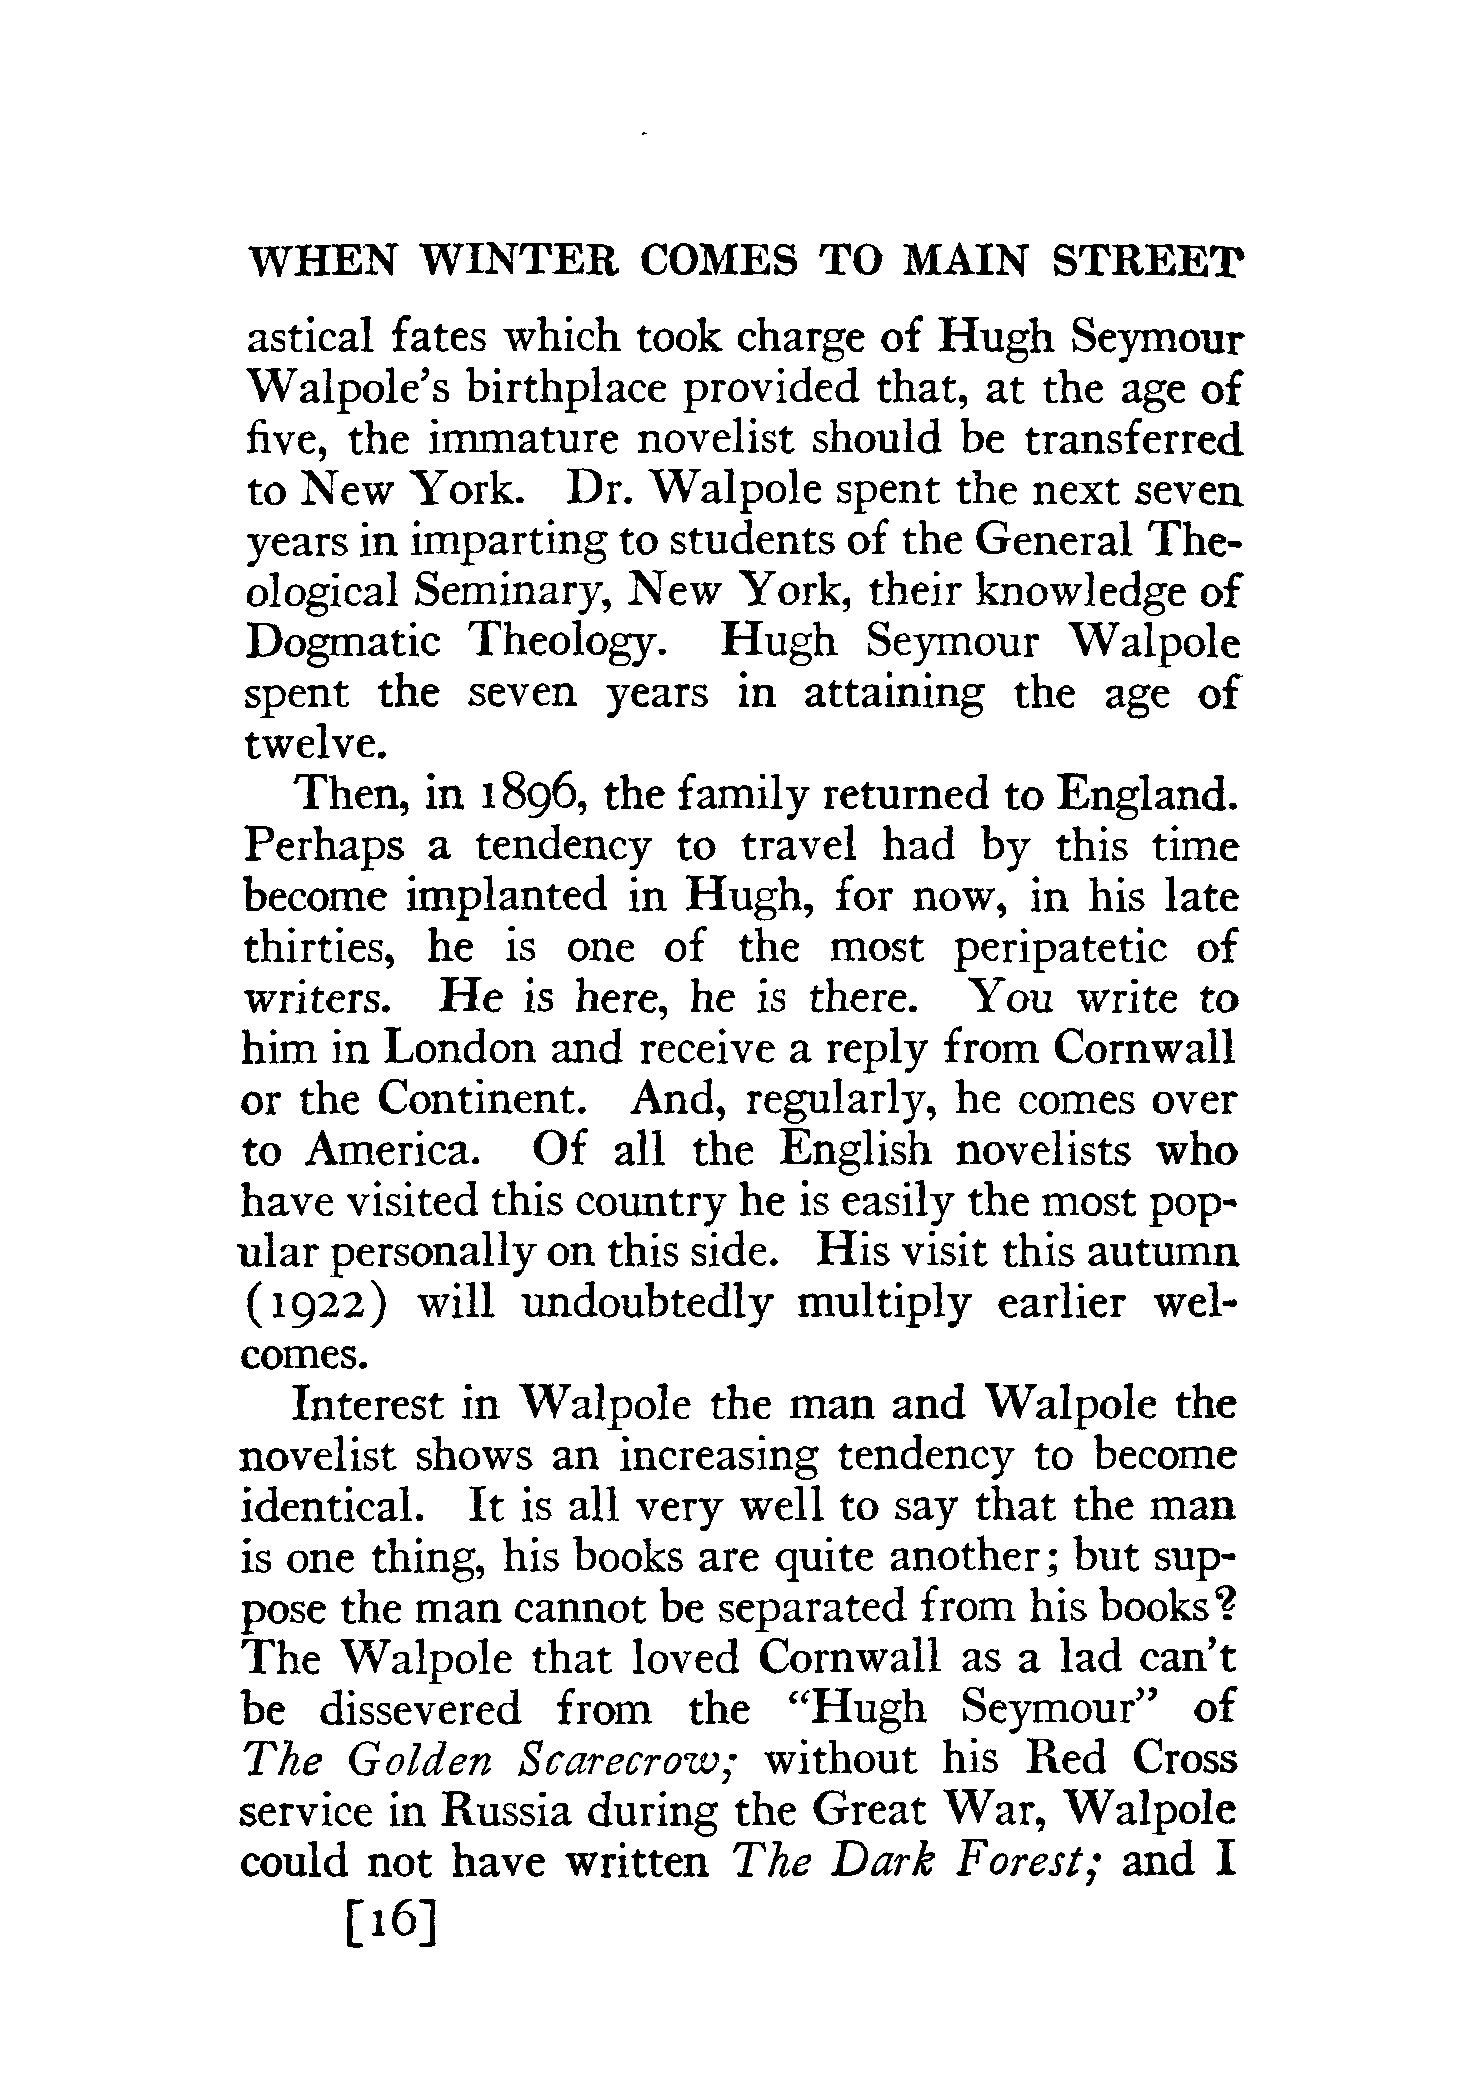 WHEN WINTER COMES TO MAIN STREET
astical fates which took charge of Hugh Seymour
Walpole's birthplace provided that, at the age of
five, the immature novelist should be transferred
to New York. Dr. Walpole spent the next seven
years in imparting to students of the General The-
ological Seminary, New York, their knowledge of
Dogmatic Theology. Hugh Seymour Walpole
spent the seven years in attaining the age of
twelve.
Then, in 1896, the family returned to England.
Perhaps a tendency to travel had by this time
become implanted in Hugh, for now, in his late
thirties, he is one of the most peripatetic of
writers. He is here, he is there. You write to
him in London and receive a reply from Cornwall
or the Continent. And, regularly, he comes over
to America. Of all the English novelists who
have visited this country he is easily the most pop-
ular personally on this side. His visit this autumn
(1922) will undoubtedly multiply earlier wel-
comes.
Interest in Walpole the man and Walpole the
novelist shows an increasing tendency to become
identical. It is all very well to say that the man
is one thing, his books are quite another; but sup-
pose the man cannot be separated from his books?
The Walpole that loved Cornwall as a lad can't
be dissevered from the "Hugh Seymour" of
The Golden Scarecrow; without his Red Cross
service in Russia during the Great War, Walpole
could not have written The Dark Forest; and I
[16]